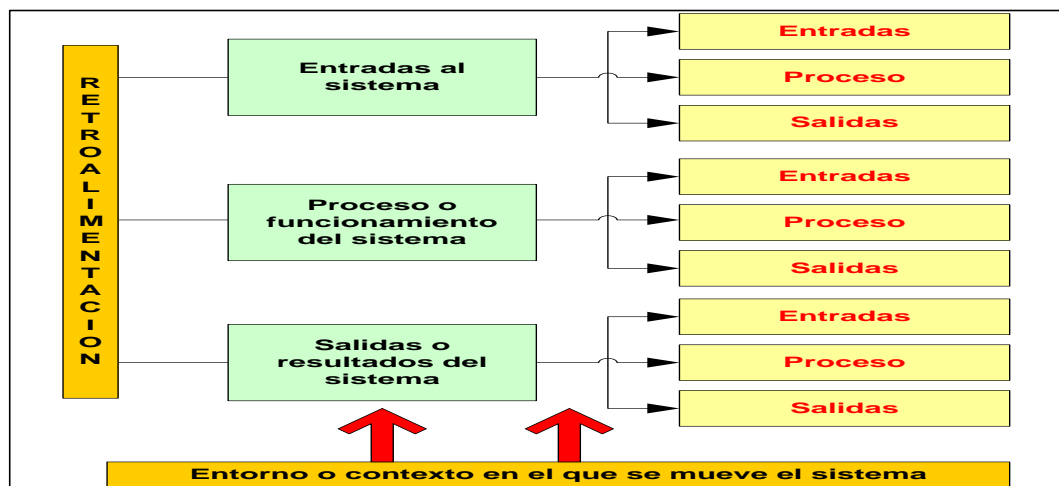 RETROALIMENTACION
Entradas al
sistema
Entradas
Proceso
Salidas
Proceso o
funcionamiento
del sistema
Entradas
Proceso
Salidas
Salidas o
resultados del
sistema
Entradas
Proceso
Salidas
Entorno o contexto en el que se mueve el sistema